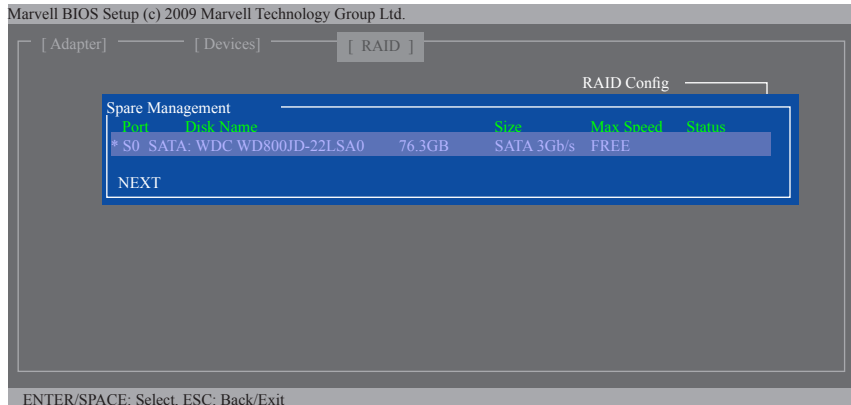 Marvell BIOS Setup (c) 2009 Marvell Technology Group Ltd.
[ Adapter] [ Devices] [ RAID ]
RAID Config
Spare Management
Port Disk Name Size Max Speed Status
* S0 SATA: WDC WD800JD-22LSA0 76.3GB SATA 3Gb/s FREE
NEXT
ENTER/SPACE: Select, ESC: Back/Exit